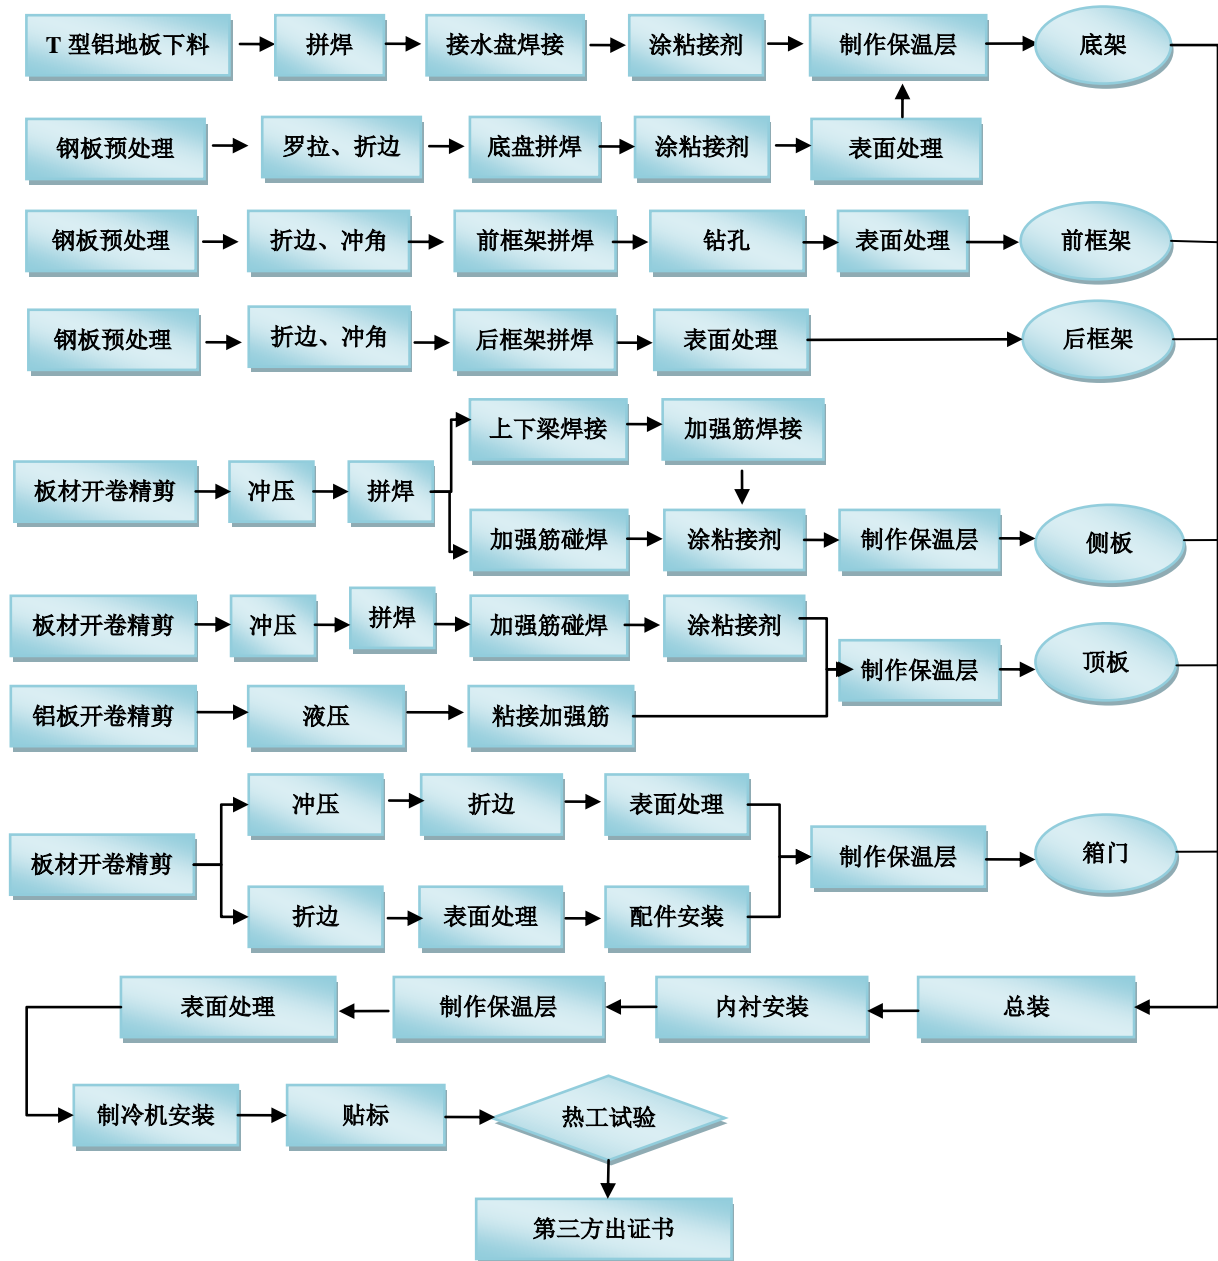 T 型铝地板下料
拼焊
接水盘焊接
涂粘接剂
制作保温层
底架
钢板预处理
罗拉、折边
底盘拼焊
涂粘接剂
表面处理
钢板预处理
折边、冲角
前框架拼焊
钻孔
表面处理
前框架
钢板预处理
折边、冲角
后框架拼焊
表面处理
后框架
上下梁焊接
加强筋焊接
板材开卷精剪
冲压
拼焊
加强筋碰焊
涂粘接剂
制作保温层
侧板
板材开卷精剪
冲压
拼焊
加强筋碰焊
涂粘接剂
制作保温层
顶板
铝板开卷精剪
液压
粘接加强筋
冲压
折边
表面处理
板材开卷精剪
制作保温层
箱门
折边
表面处理
配件安装
表面处理
制作保温层
内衬安装
总装
制冷机安装
贴标
热工试验
第三方出证书